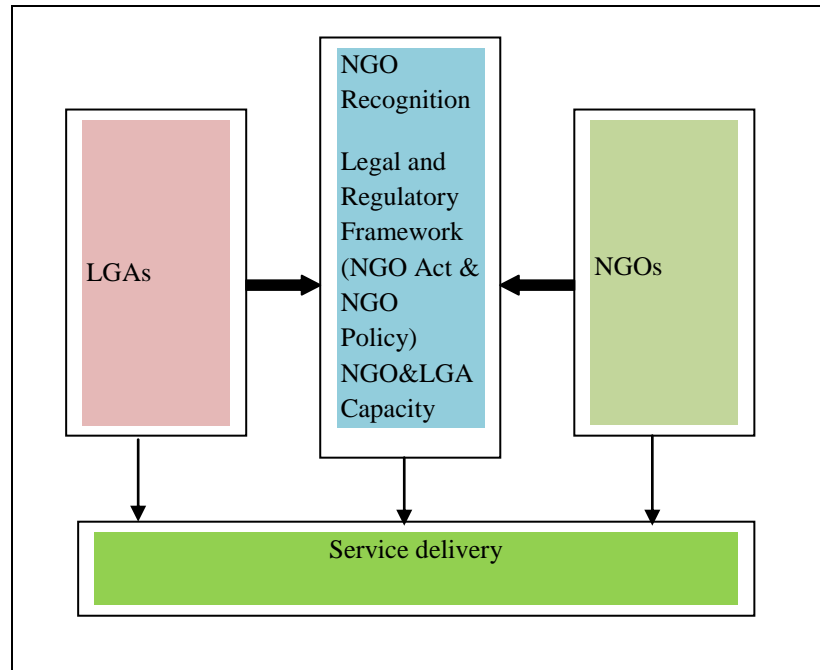 LGAs
NGO
Recognition
Legal and
Regulatory
Framework
(NGO Act &
NGO
Policy)
NGO&LGA
Capacity
NGOs
Service delivery